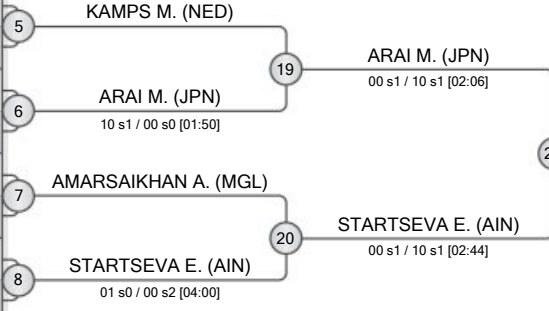 KAMPS M. (NED)
5
19
ARAI M. (JPN)
00 s1 / 10 s1 [02:06]
ARAI M. (JPN)
6
10 s1 / 00 s0 [01:50]
AMARSAIKHAN A. (MGL)
7
20
STARTSEVA E. (AIN)
00 s1 / 10 s1 [02:44]
STARTSEVA E. (AIN)
8
01 s0 / 00 s2 [04:00]